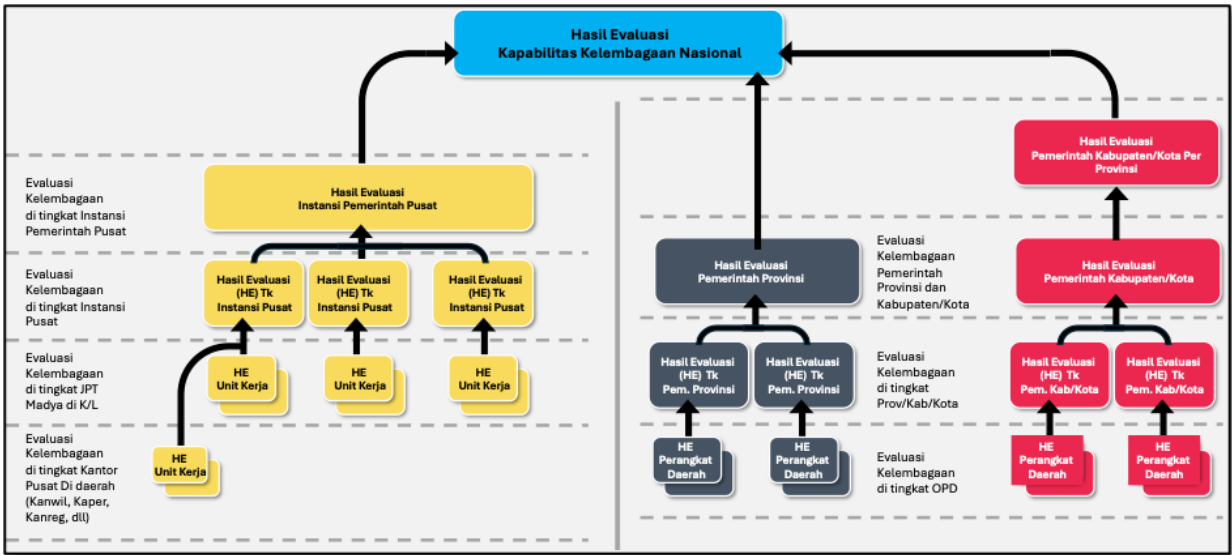 Hasil Evaluasi
Kapabilitas Kelembagaan Nasional
Evaluasi
Kelembagaan
di tingkat Instansi
Pemerintah Pusat
Hasil Evaluasi
Instansi Pemerintah Pusat
Evaluasi
Kelembagaan
di tingkat Instansi
Pusat
Hasil Evaluasi
(HE) Tk
Instansi Pusat
Hasil Evaluasi
(HE) Tk
Instansi Pusat
Hasil Evaluasi
(HE) Tk
Instansi Pusat
Evaluasi
Kelembagaan
di tingkat JPT
Madya di K/L
HE
Unit Kerja
HE
Unit Kerja
HE
Unit Kerja
Evaluasi
Kelembagaan
di tingkat Kantor
Pusat Di daerah
(Kanwil, Kaper,
Kanreg, dll)
HE
Unit Kerja
Hasil Evaluasi
Pemerintah Kabupaten/Kota Per
Provinsi
Hasil Evaluasi
Pemerintah Provinsi
Evaluasi
Kelembagaan
Pemerintah
Provinsi dan
Kabupaten/Kota
Hasil Evaluasi
Pemerintah Kabupaten/Kota
Hasil Evaluasi
(HE) Tk
Pem. Provinsi
Hasil Evaluasi
(HE) Tk
Pem. Provinsi
Evaluasi
Kelembagaan
di tingkat
Prov/Kab/Kota
Hasil Evaluasi
(HE) Tk
Pem. Kab/Kota
Hasil Evaluasi
(HE) Tk
Pem. Kab/Kota
HE
Perangkat
Daerah
HE
Perangkat
Daerah
Evaluasi
Kelembagaan
di tingkat OPD
HE
Perangkat
Daerah
HE
Perangkat
Daerah